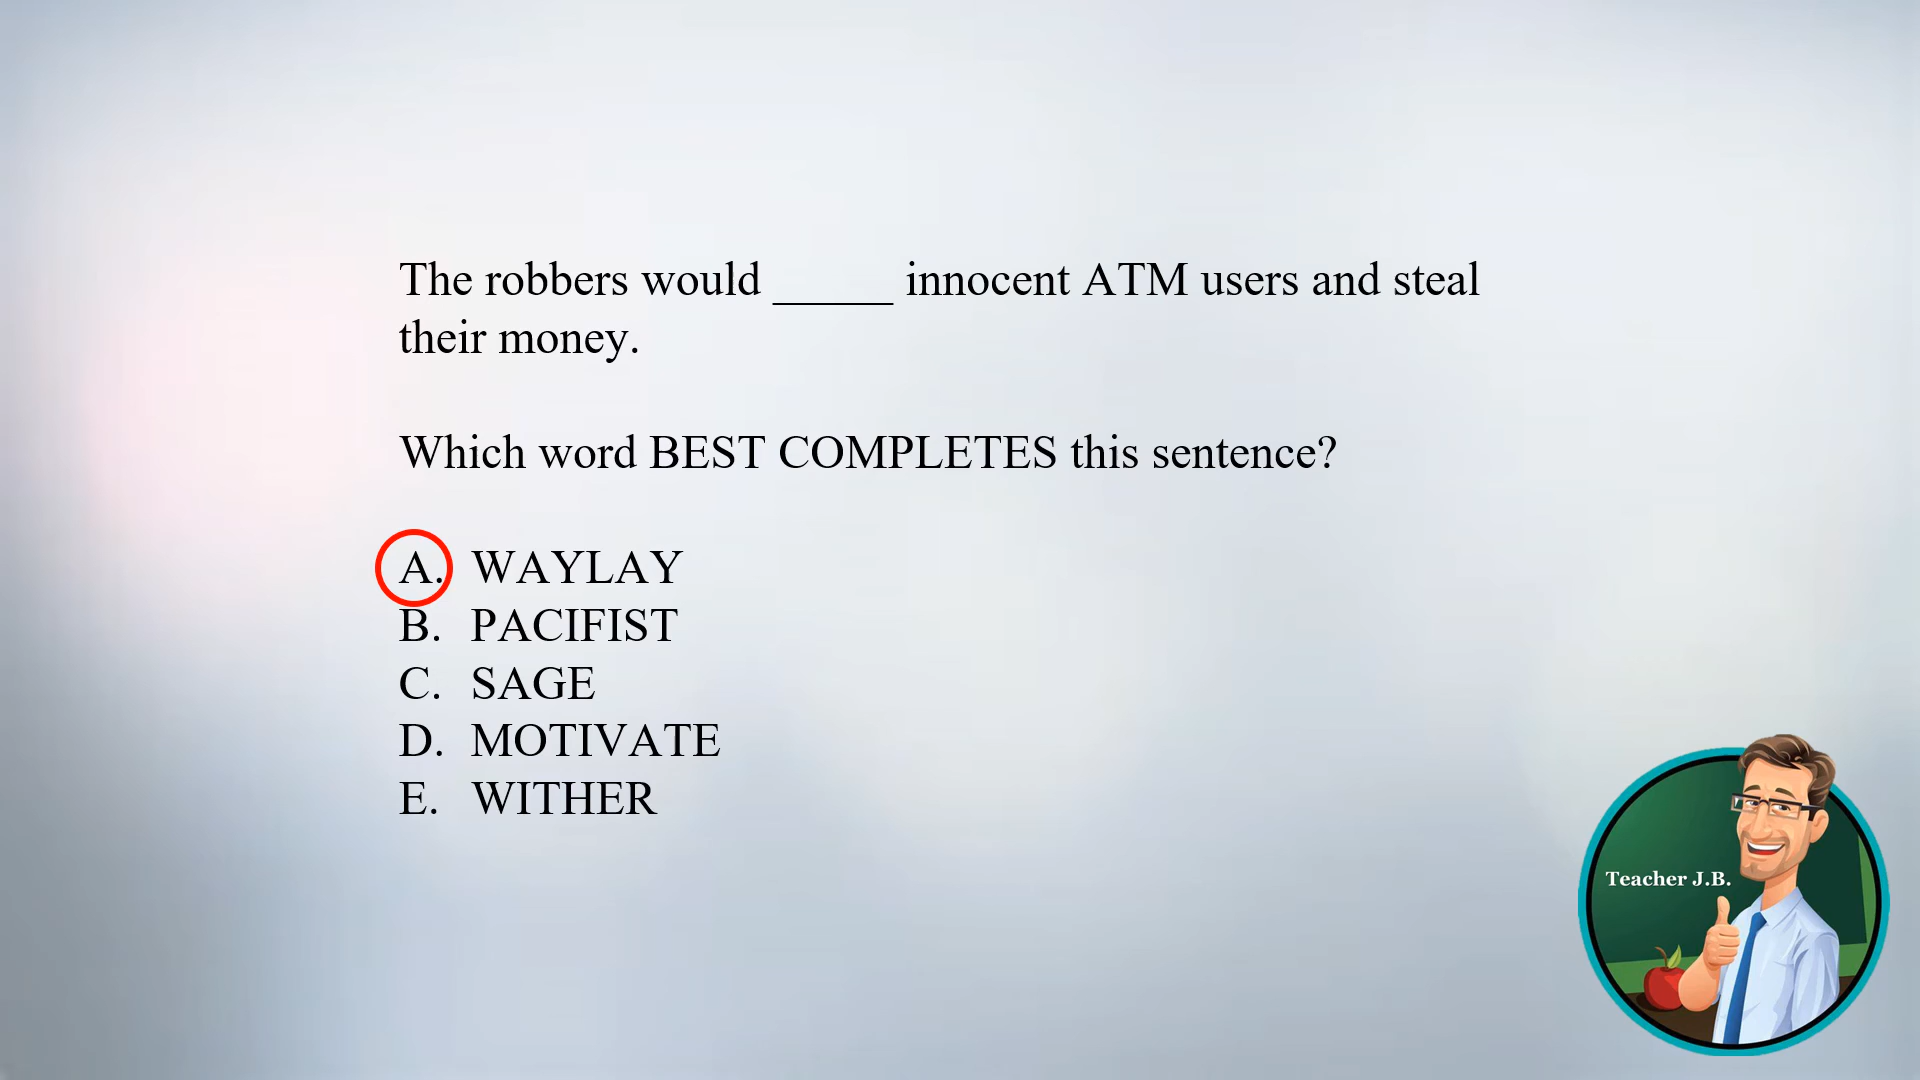 The robbers would _____ innocent ATM users and steal
their money.
Which word BEST COMPLETES this sentence?
A. WAYLAY
B. PACIFIST
C. SAGE
D. MOTIVATE
E. WITHER
Teacher J.B.